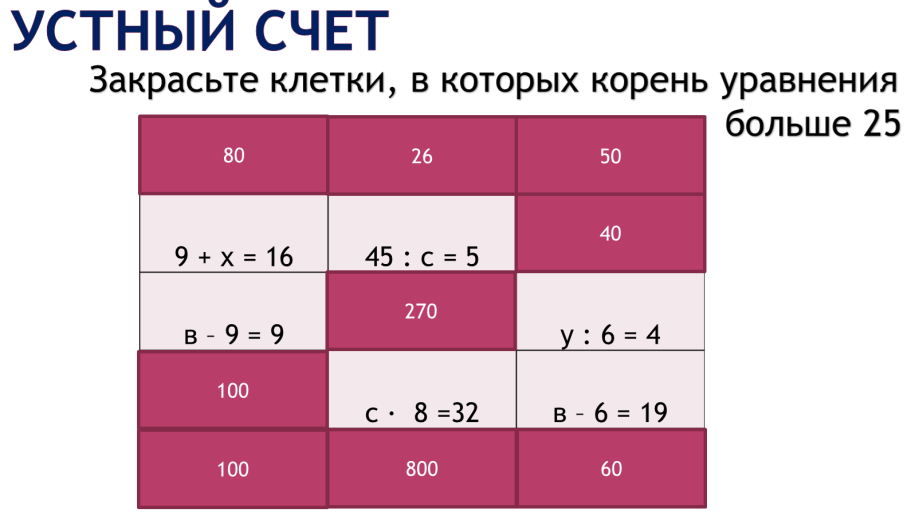 УСТНЫЙ СЧЕТ
Закрасьте клетки, в которых корень уравнения
больше 25
80 26 50
9 + х = 16 45 : с = 5 40
в – 9 = 9 270 у : 6 = 4
100 с · 8 =32 в – 6 = 19
100 800 60